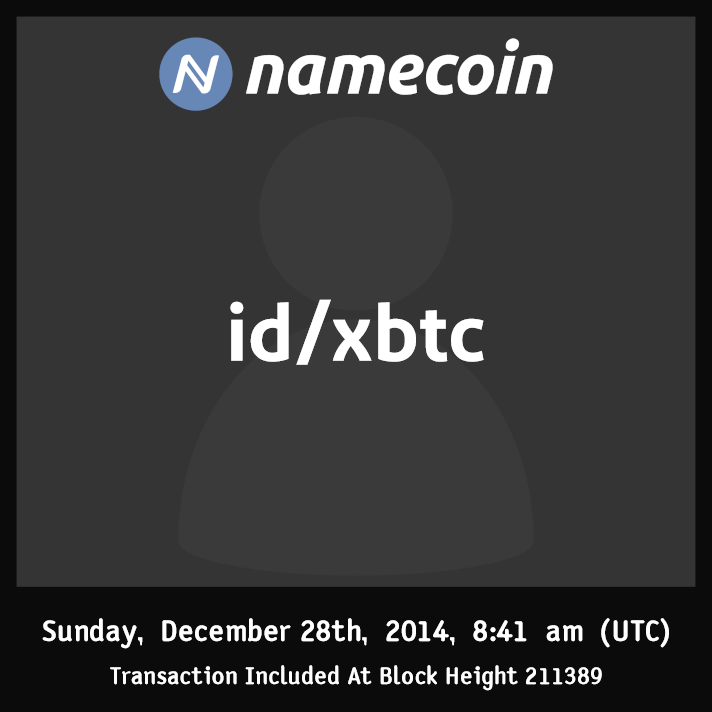 namecoin
id/xbtc
Sunday, December 28th, 2014, 8:41 am (UTC)
Transaction Included At Block Height 211389